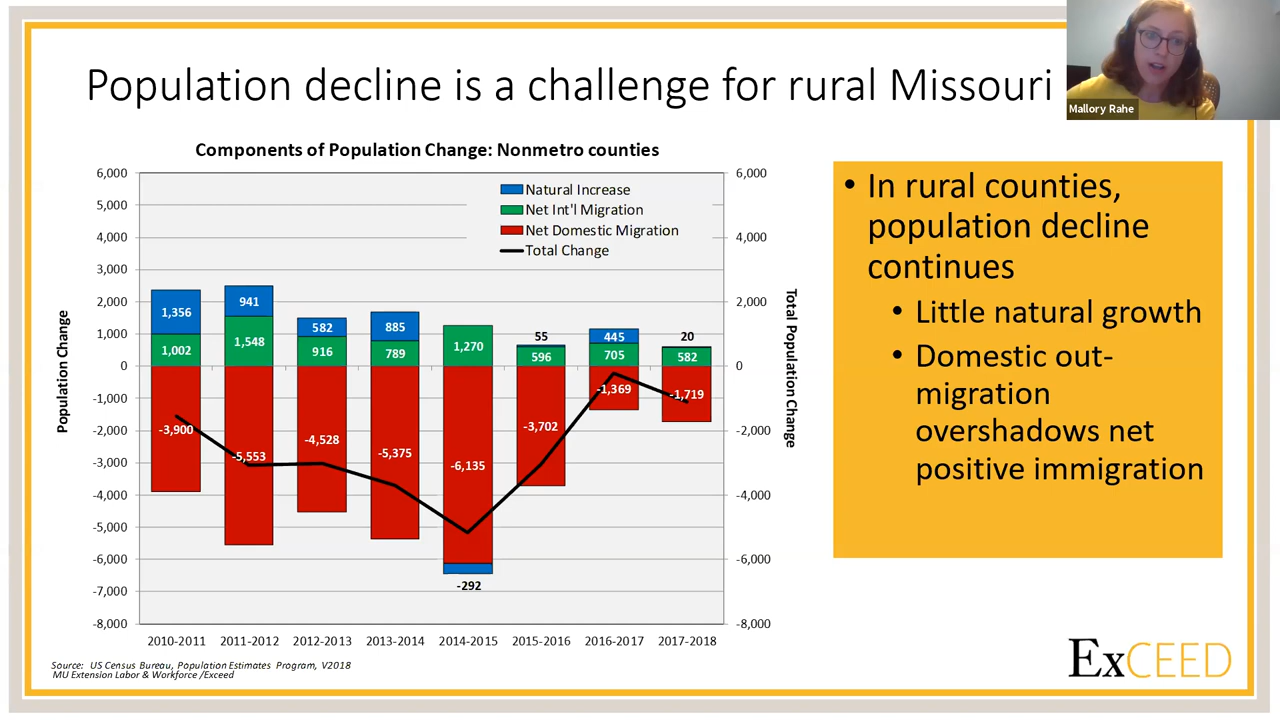 Population decline is a challenge for rural Missouri
Mallory Rahe
Components of Population Change: Nonmetro counties
6,000
5,000
4,000
3,000
2,000
1,000
0
-1,000
-2,000
-3,000
-4,000
-5,000
-6,000
-7,000
-8,000
Population Change
Natural Increase
Net Int'l Migration
Net Domestic Migration
Total Change
1,356
941
582
885
55
445
20
1,002
1,548
916
789
1,270
596
705
582
-3,900
-5,553
-4,528
-5,375
-6,135
-3,702
-1,369
-1,719
-292
6,000
4,000
2,000
0
-2,000
-4,000
-6,000
-8,000
Total Population Change
2010-2011
2011-2012
2012-2013
2013-2014
2014-2015
2015-2016
2016-2017
2017-2018
Source: US Census Bureau, Population Estimates Program, V2018
MU Extension Labor & Workforce /Exceed
• In rural counties,
population decline
continues
• Little natural growth
• Domestic out-
migration
overshadows net
positive immigration
ExCEED